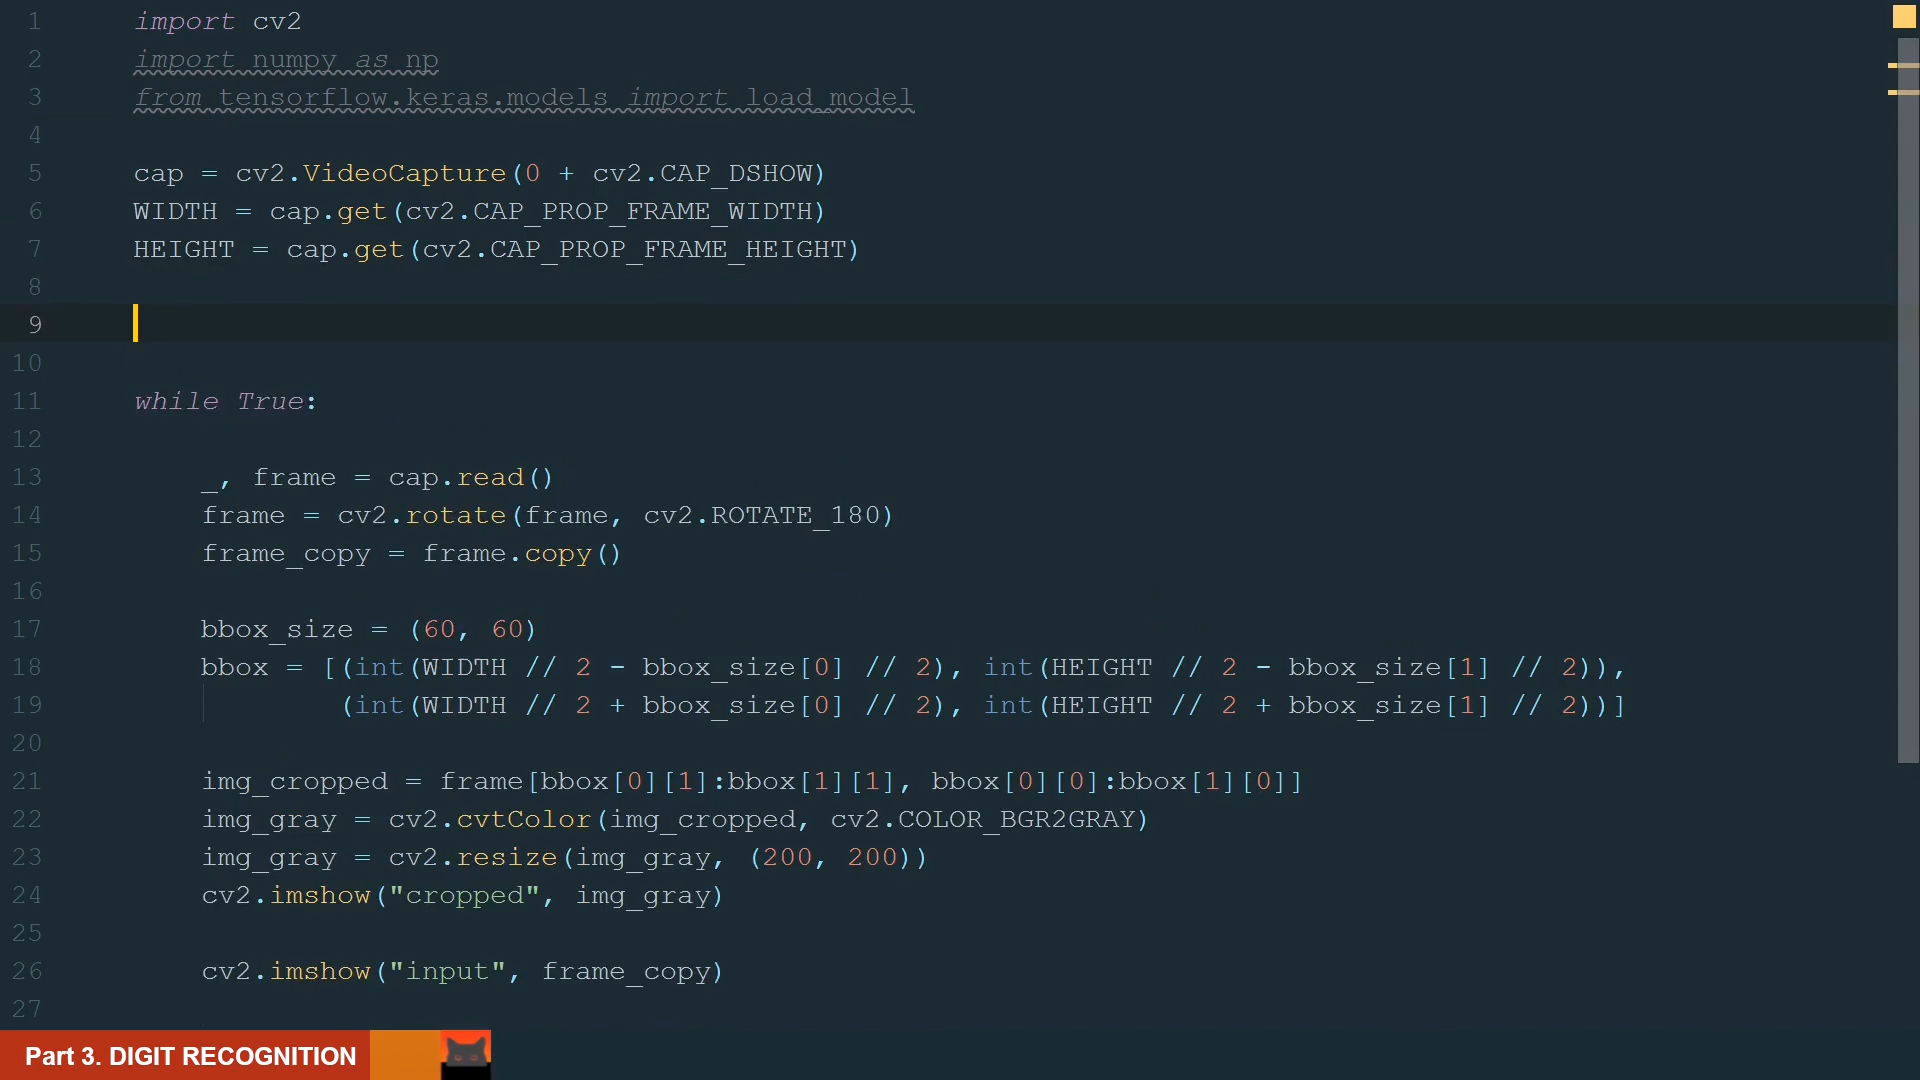 1 import cv2
2 import numpy as np
3 from tensorflow.keras.models import load_model
4
5 cap = cv2.VideoCapture(0 + cv2.CAP_DSHOW)
6 WIDTH = cap.get(cv2.CAP_PROP_FRAME_WIDTH)
7 HEIGHT = cap.get(cv2.CAP_PROP_FRAME_HEIGHT)
8
9
10
11 while True:
12
13 _, frame = cap.read()
14 frame = cv2.rotate(frame, cv2.ROTATE_180)
15 frame_copy = frame.copy()
16
17 bbox_size = (60, 60)
18 bbox = [(int(WIDTH // 2 - bbox_size[0] // 2), int(HEIGHT // 2 - bbox_size[1] // 2)),
19 (int(WIDTH // 2 + bbox_size[0] // 2), int(HEIGHT // 2 + bbox_size[1] // 2))]
20
21 img_cropped = frame[bbox[0][1]:bbox[1][1], bbox[0][0]:bbox[1][0]]
22 img_gray = cv2.cvtColor(img_cropped, cv2.COLOR_BGR2GRAY)
23 img_gray = cv2.resize(img_gray, (200, 200))
24 cv2.imshow("cropped", img_gray)
25
26 cv2.imshow("input", frame_copy)
27
Part 3. DIGIT RECOGNITION